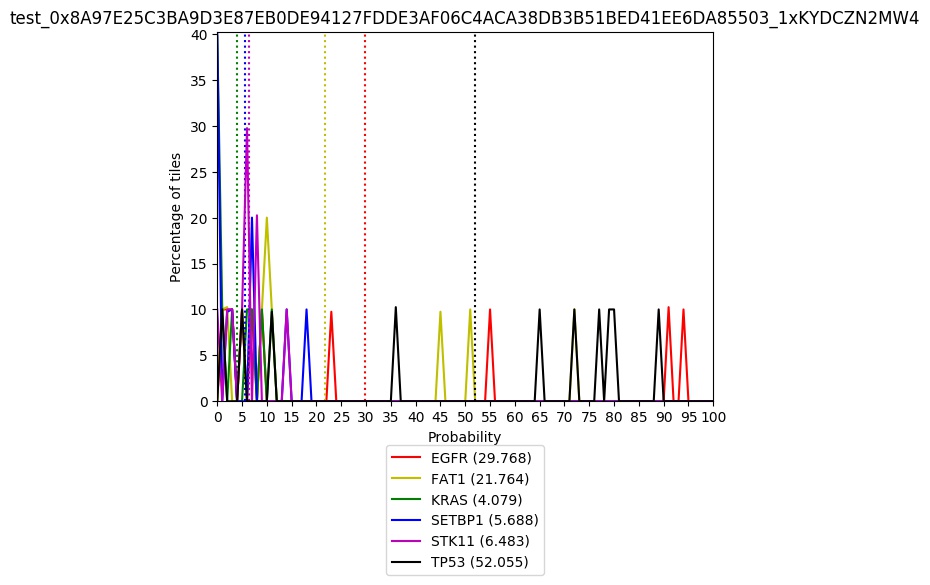 test_0x8A97E25C3BA9D3E87EB0DE94127FDDE3AF06C4ACA38DB3B51BED41EE6DA85503_1xKYDCZN2MW4
40
35
30
25
20
15
10
5
0
Percentage of tiles
0 5 10 15 20 25 30 35 40 45 50 55 60 65 70 75 80 85 90 95 100
Probability
EGFR (29.768)
FAT1 (21.764)
KRAS (4.079)
SETBP1 (5.688)
STK11 (6.483)
TP53 (52.055)